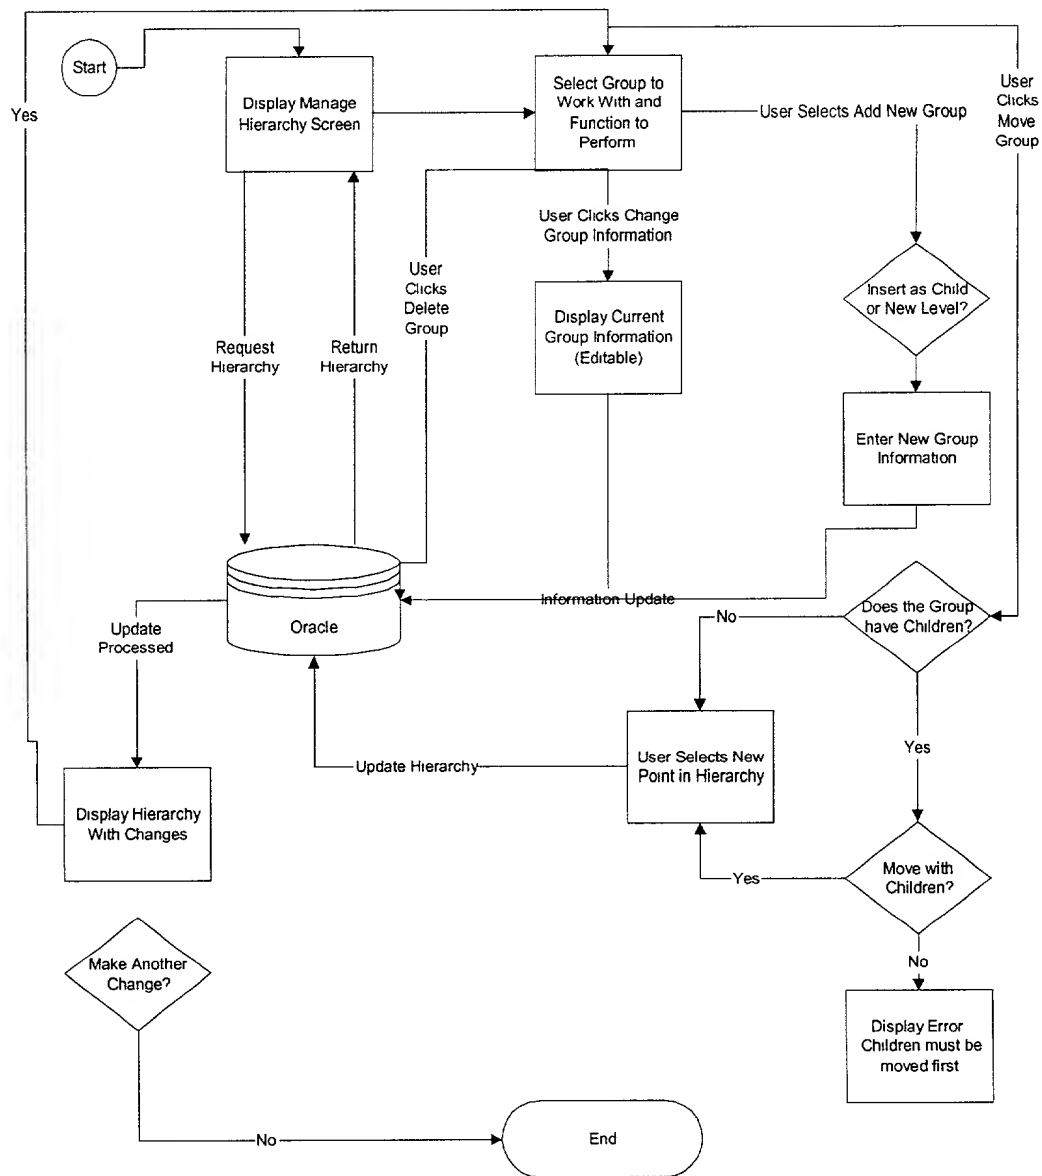 Start
Yes
Display Manage
Hierarchy Screen
Select Group to
Work With and
Function to
Perform
User Selects Add New Group
User
Clicks
Move
Group
User Clicks Change
Group Information
User
Clicks
Delete
Group
Insert as Child
or New Level?
Display Current
Group Information
(Editable)
Request
Hierarchy
Return
Hierarchy
Enter New Group
Information
Oracle
Information Update
Does the Group
have Children?
No
Update
Processed
User Selects New
Point in Hierarchy
Yes
Update Hierarchy
Display Hierarchy
With Changes
Yes
Move with
Children?
Make Another
Change?
No
Display Error
Children must be
moved first
No
End